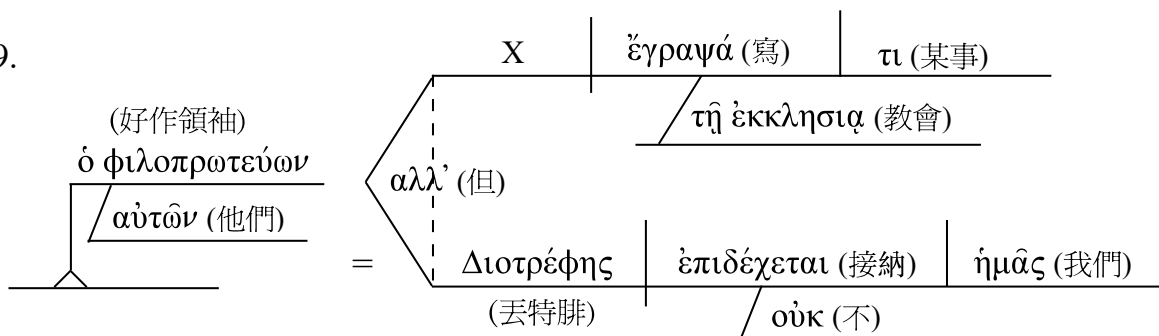 9.
X ἔγραψά (寫) τι (某事)
τῇ ἐκκλησιᾳ (教會)
(好作領袖)
ὁ φιλοπρωτεύων
αὐτῶν (他們)
αλλ’ (但)
= Διοτρέφης ἐπιδέχεται (接納) ἡμᾶς (我們)
(丟特腓)
οὐκ (不)